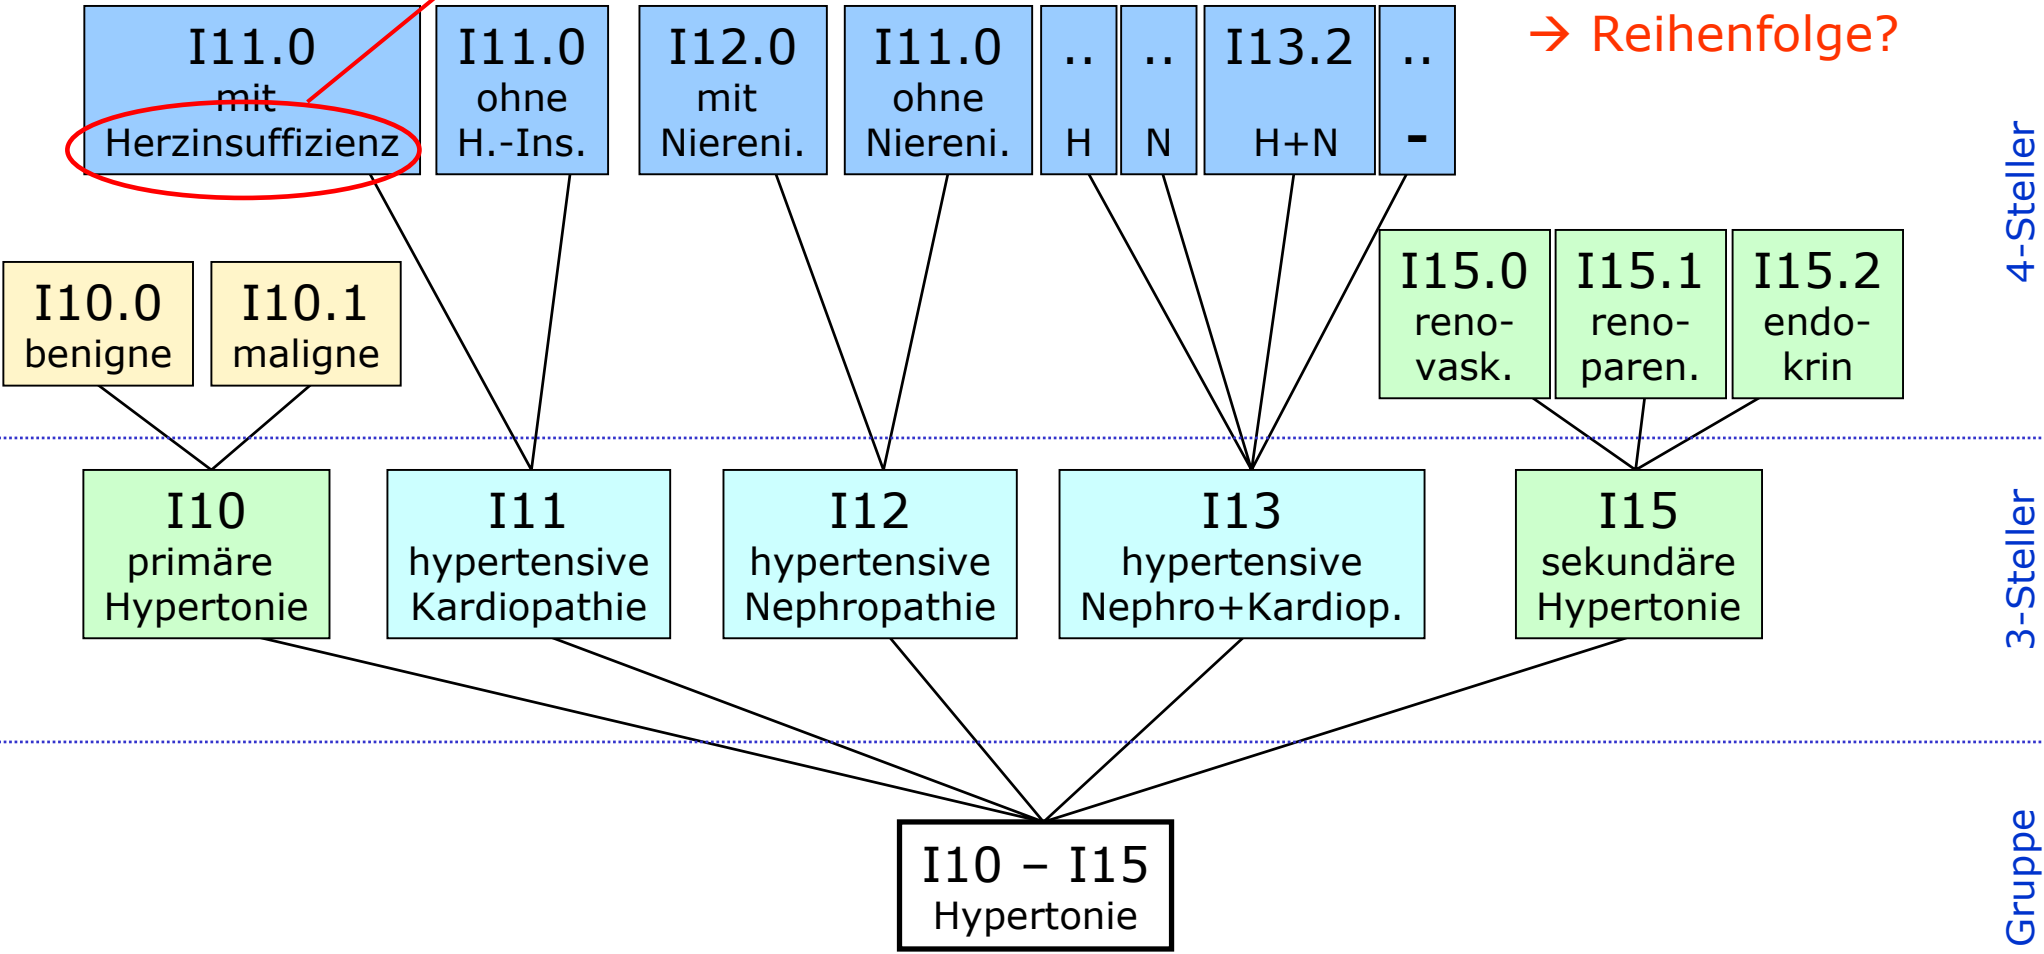 I11.0
mit
Herzinsuffizienz
I11.0
ohne
H.-Ins.
I12.0
mit
Niereni.
I11.0
ohne
Niereni.
..
H
..
N
I13.2
H+N
..
-
→ Reihenfolge?
4-Steller
I10.0
benigne
I10.1
maligne
I15.0
reno-
vask.
I15.1
reno-
paren.
I15.2
endo-
krin
I10
primäre
Hypertonie
I11
hypertensive
Kardiopathie
I12
hypertensive
Nephropathie
I13
hypertensive
Nephro+Kardiop.
I15
sekundäre
Hypertonie
3-Steller
I10 – I15
Hypertonie
Gruppe